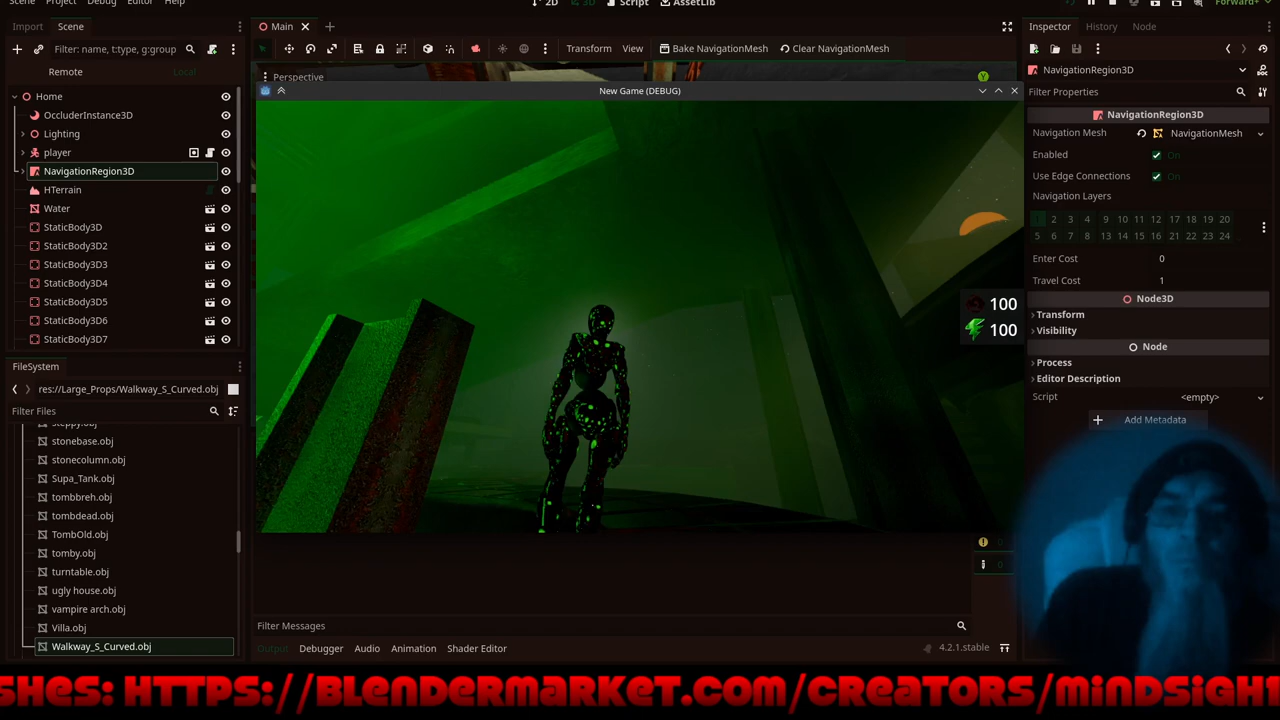 Scene Project Debug Editor Help
2D 3D Script AssetLib
Forward+
Import Scene
Main
Inspector History Node
Filter: name, t:type, g:group
Transform View Bake NavigationMesh Clear NavigationMesh
Remote Local
Perspective
Y
NavigationRegion3D
New Game (DEBUG)
Filter Properties
Home
OccluderInstance3D
Lighting
player
NavigationRegion3D
HTerrain
Water
StaticBody3D
StaticBody3D2
StaticBody3D3
StaticBody3D4
StaticBody3D5
StaticBody3D6
StaticBody3D7
NavigationRegion3D
Navigation Mesh NavigationMesh
Enabled On
Use Edge Connections On
Navigation Layers
1 2 3 4 9 10 11 12 17 18 19 20
5 6 7 8 13 14 15 16 21 22 23 24
Enter Cost 0
Travel Cost 1
Node3D
Transform
Visibility
Node
Process
Editor Description
Script <empty>
Add Metadata
100
100
FileSystem
res://Large_Props/Walkway_S_Curved.obj
Filter Files
steppy.obj
stonebase.obj
stonecolumn.obj
Supa_Tank.obj
tombbreh.obj
tombdead.obj
TombOld.obj
tomby.obj
turntable.obj
ugly house.obj
vampire arch.obj
Villa.obj
Walkway_S_Curved.obj
0
0
Filter Messages
Output Debugger Audio Animation Shader Editor
4.2.1.stable
shes: https://blendermarket.com/creators/mindsight